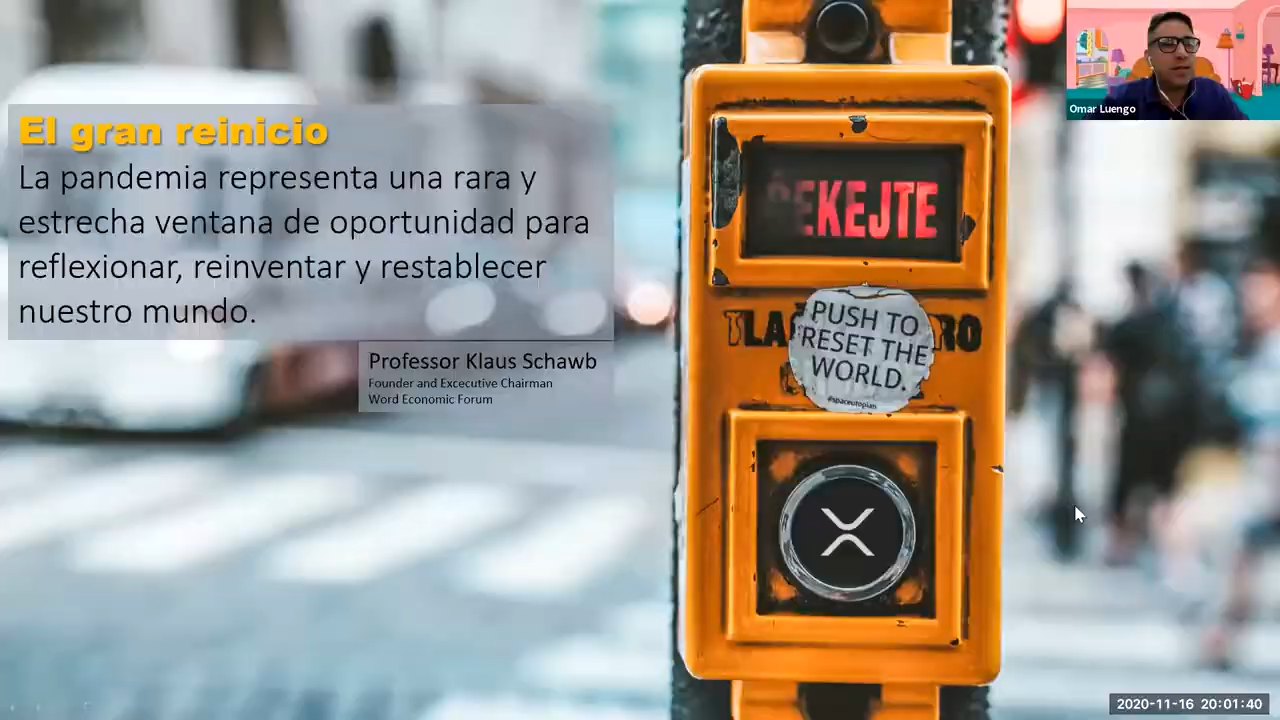 El gran reinicio
La pandemia representa una rara y
estrecha ventana de oportunidad para
reflexionar, reinventar y restablecer
nuestro mundo.
Professor Klaus Schawb
Founder and Excecutive Chairman
Word Economic Forum
Omar Luengo
ČEKEJTE
PUSH TO
RESET THE
WORLD.
#spaceutopian
2020-11-16 20:01:40